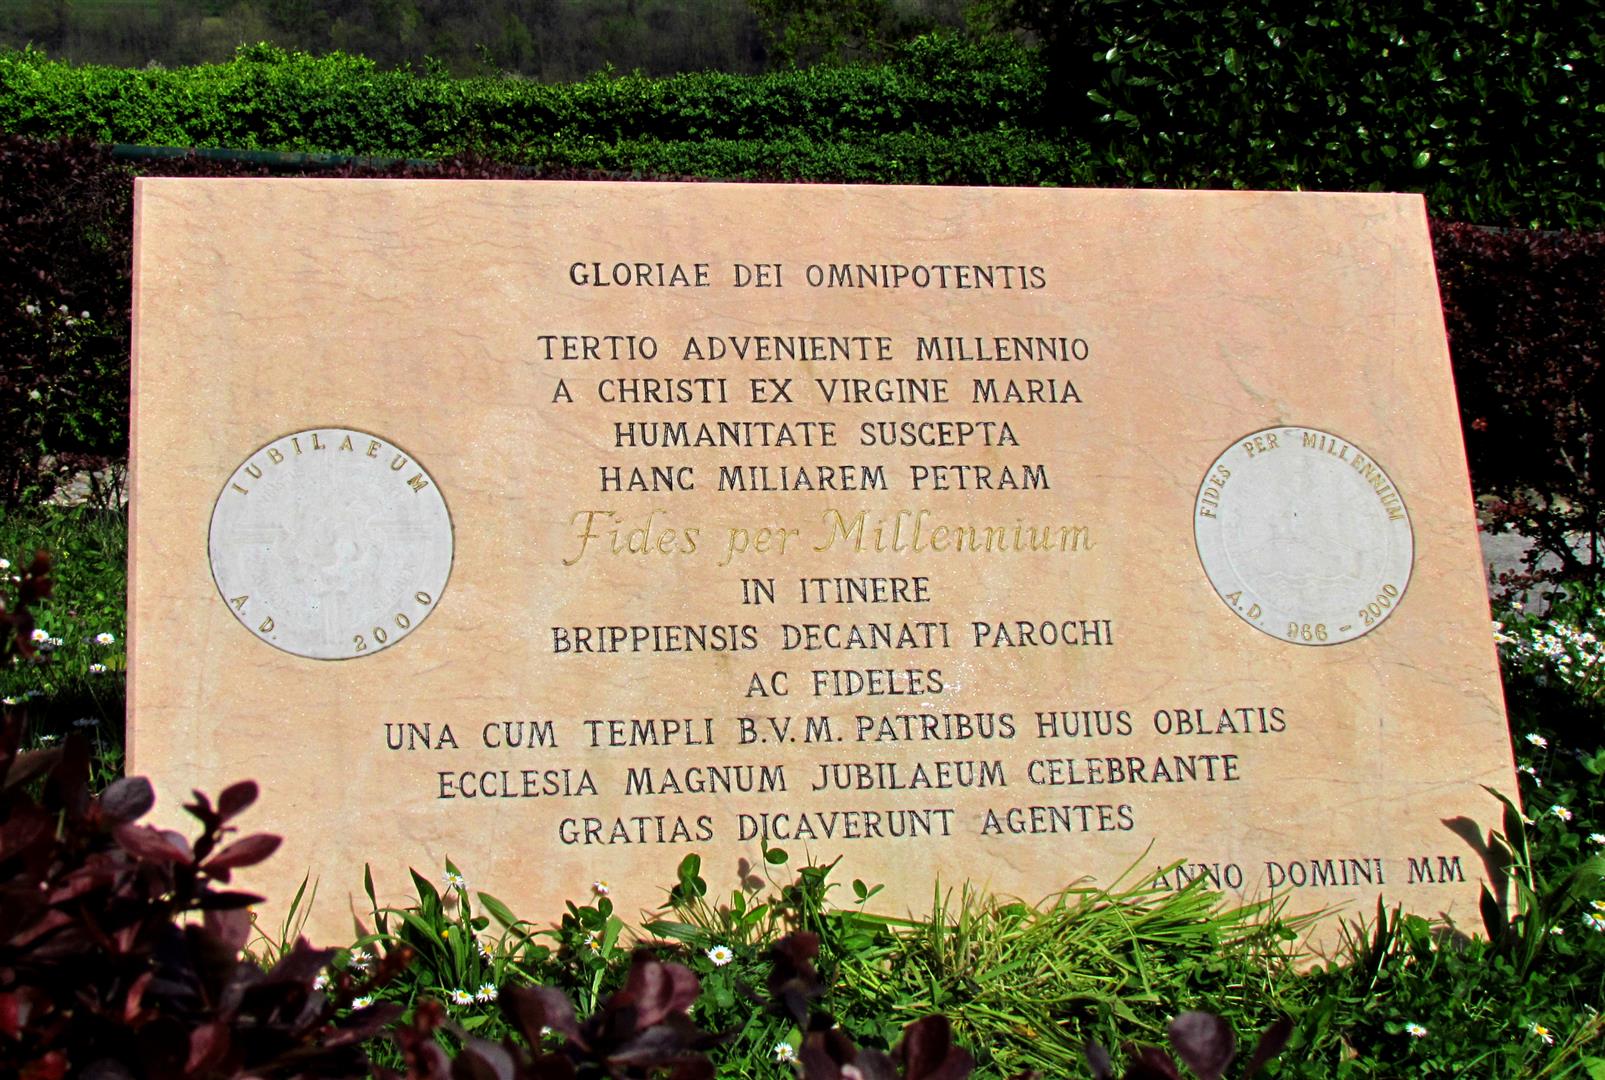 GLORIAE DEI OMNIPOTENTIS
TERTIO ADVENIENTE MILLENNIO
A CHRISTI EX VIRGINE MARIA
HUMANITATE SUSCEPTA
HANC MILIAREM PETRAM
Fides per Millennium
IN ITINERE
BRIPPIENSIS DECANATI PAROCHI
AC FIDELES
UNA CUM TEMPLI B.V.M. PATRIBUS HUIUS OBLATIS
ECCLESIA MAGNUM JUBILAEUM CELEBRANTE
GRATIAS DICAVERUNT AGENTES
ANNO DOMINI MM
IUBILAEUM
A.D. 2000
FIDES PER MILLENNIUM
A.D. 966 - 2000